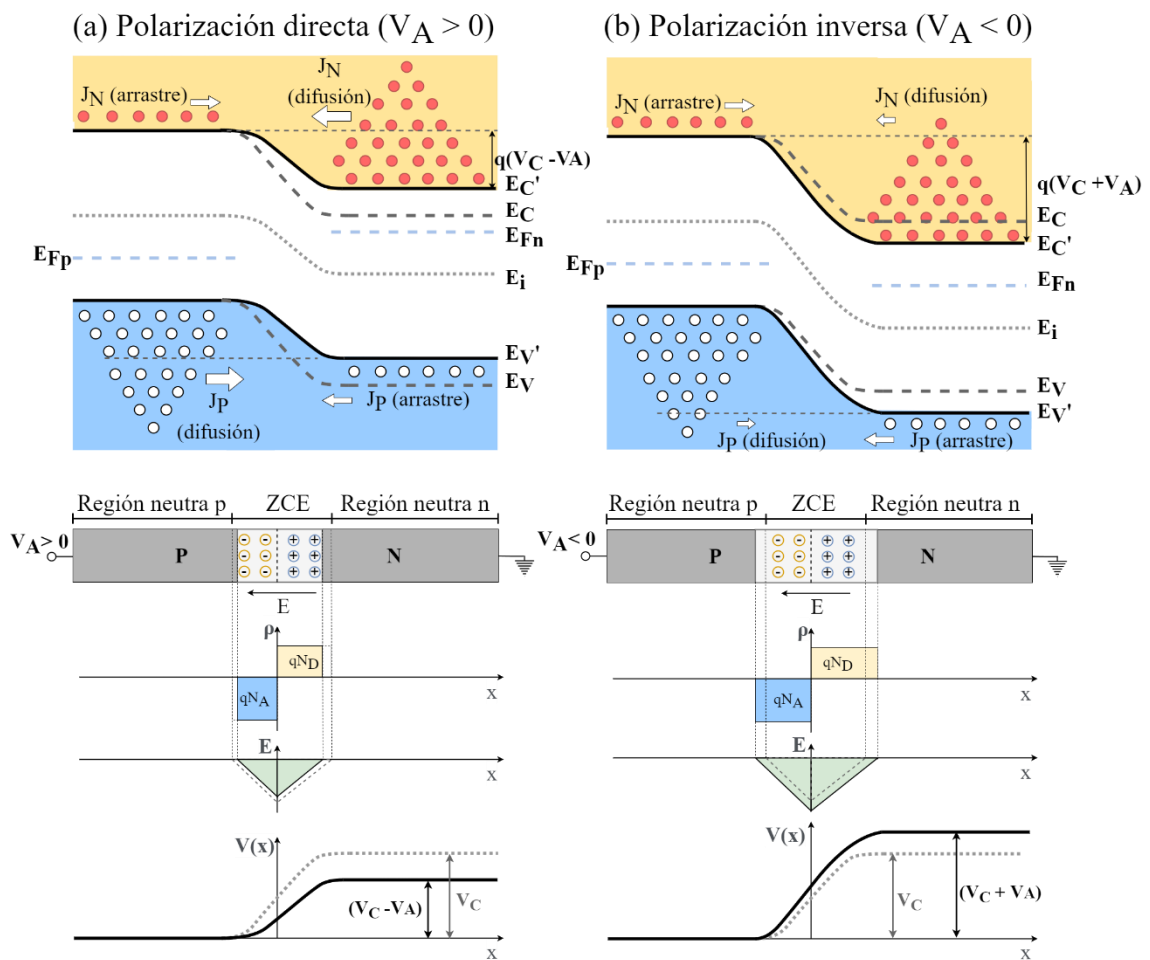 (a) Polarización directa (VA > 0)
JN (arrastre)
JN
(difusión)
q(VC -VA)
EC'
EC
EFn
EFp
Ei
EV'
EV
JP
(difusión)
JP (arrastre)
Región neutra p
ZCE
Región neutra n
VA> 0
P
- -
- -
- -
+ +
+ +
+ +
N
E
ρ
qND
qNA
x
E
x
V(x)
(VC -VA)
VC
x
(b) Polarización inversa (VA < 0)
JN (arrastre)
JN (difusión)
q(VC +VA)
EC
EC'
EFp
EFn
Ei
EV
EV'
JP (difusión)
JP (arrastre)
Región neutra p
ZCE
Región neutra n
VA< 0
P
- -
- -
- -
+ +
+ +
+ +
N
E
ρ
qND
qNA
x
E
x
V(x)
VC
(VC + VA)
x